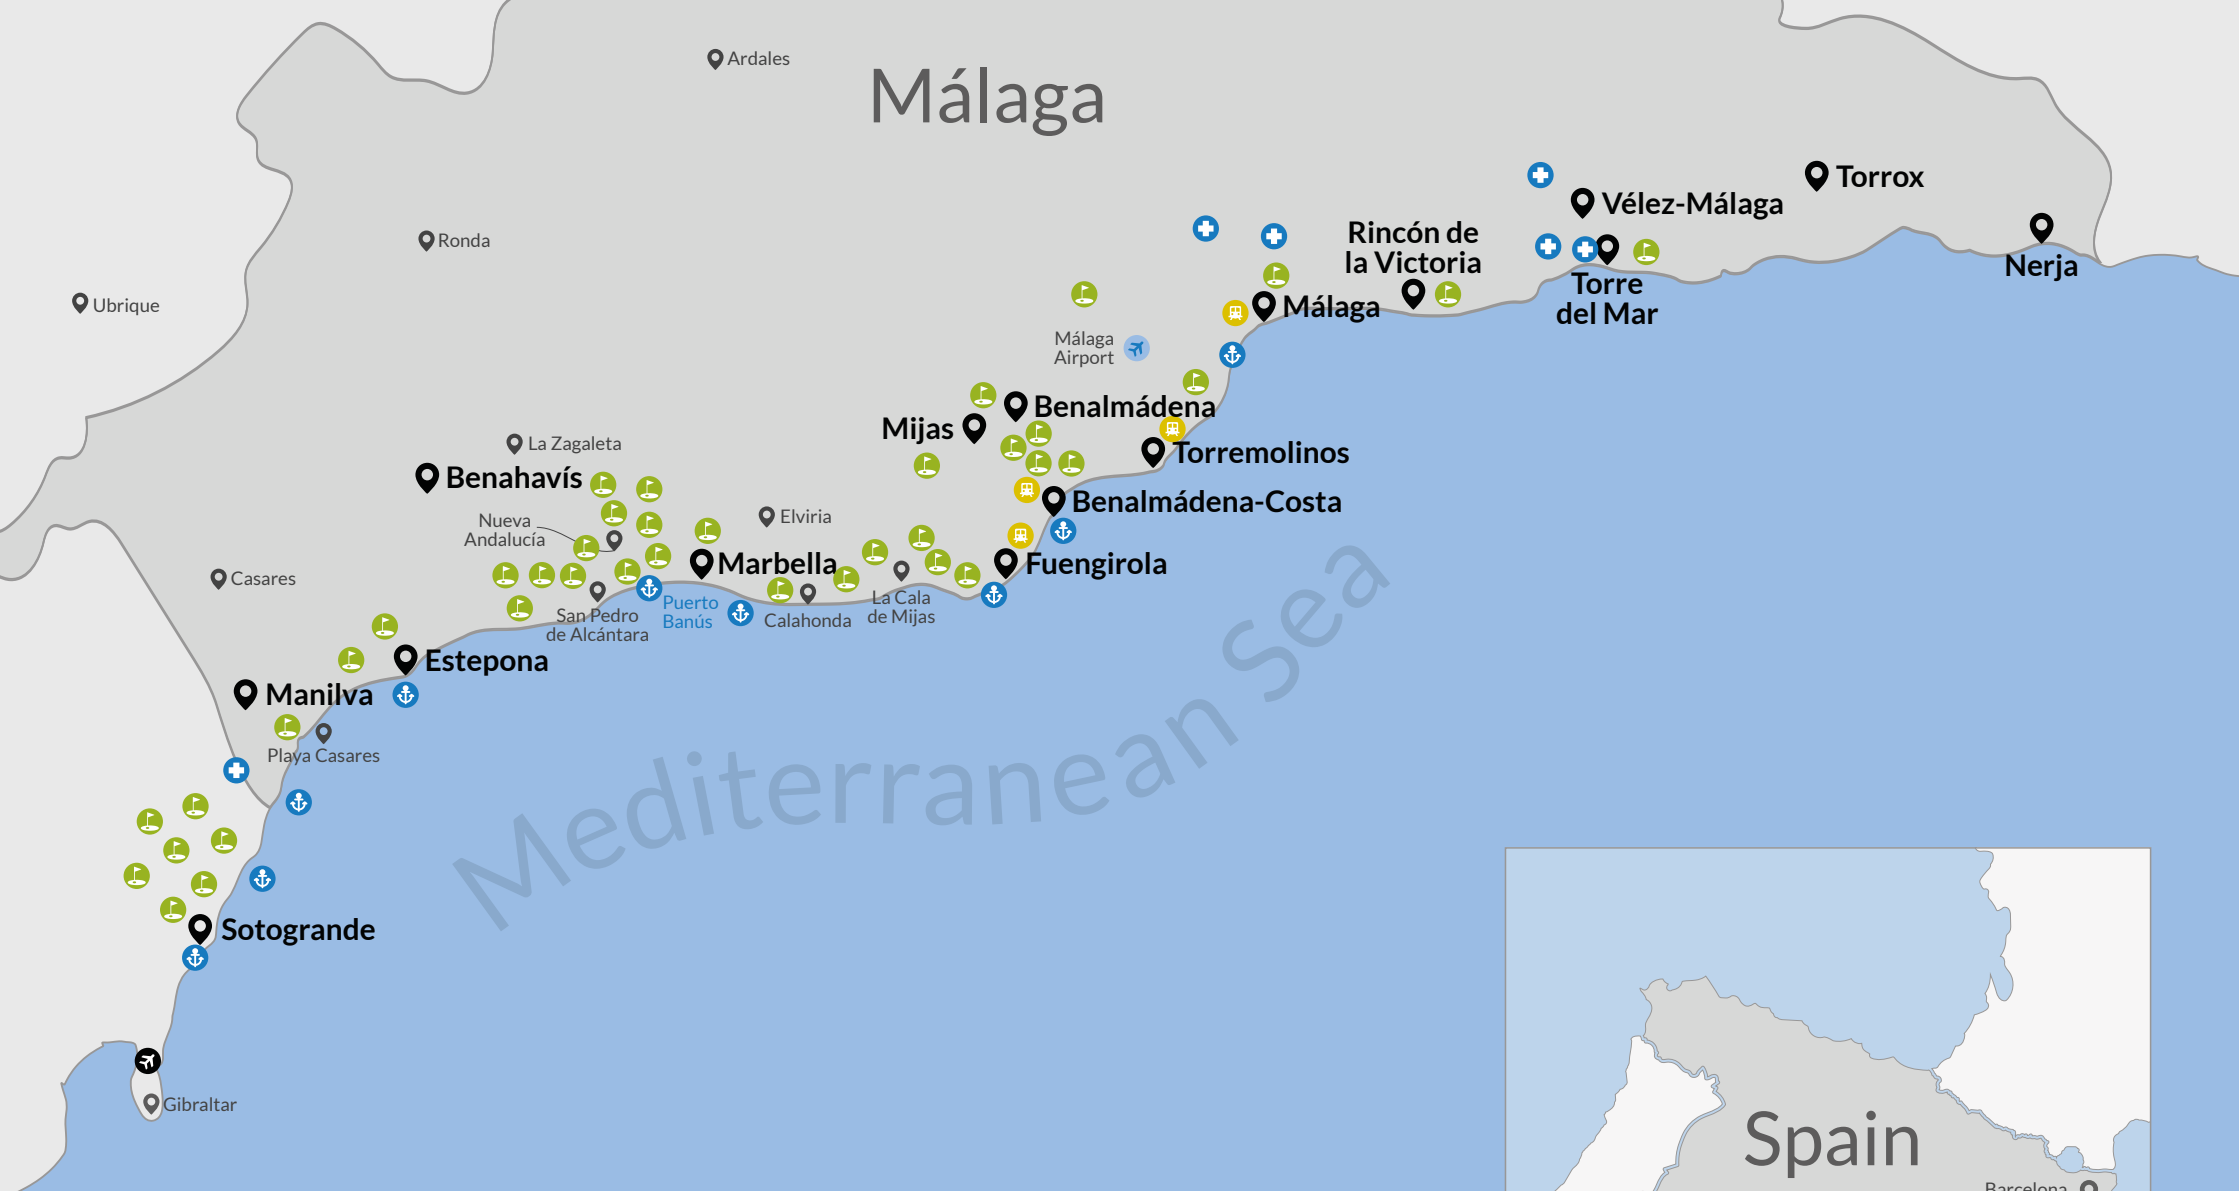 Ardales
Málaga
Torrox
Vélez-Málaga
Ronda
Rincón de
la Victoria
Nerja
Torre
del Mar
Ubrique
Málaga
Málaga
Airport
Benalmádena
Mijas
La Zagaleta
Torremolinos
Benahavís
Benalmádena-Costa
Nueva
Andalucía
Elviria
Marbella
Fuengirola
Casares
Puerto
Banús
La Cala
de Mijas
San Pedro
de Alcántara
Calahonda
Estepona
Manilva
Playa Casares
Mediterranean Sea
Sotogrande
Gibraltar
Spain
Barcelona